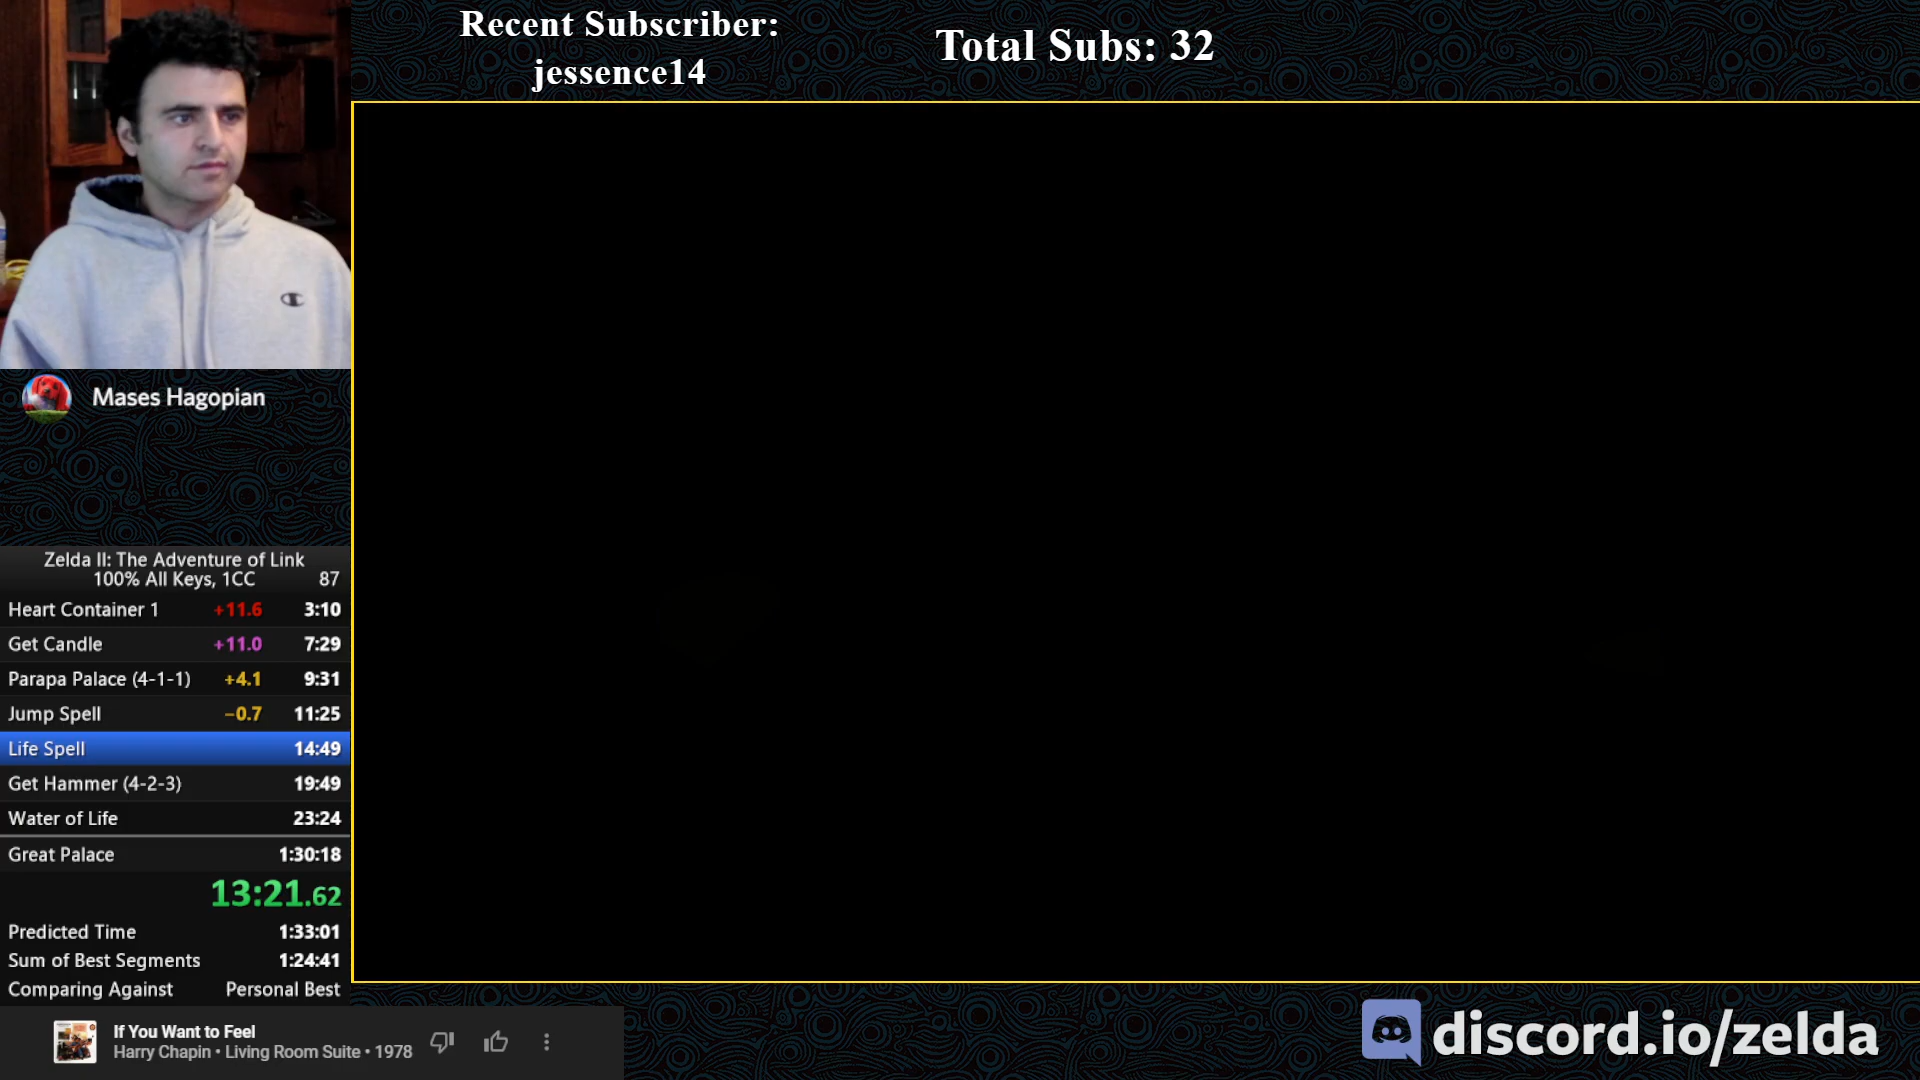 Recent Subscriber:
jessence14
Total Subs: 32
Mases Hagopian
Zelda II: The Adventure of Link
100% All Keys, 1CC 87
Heart Container 1 +11.6 3:10
Get Candle +11.0 7:29
Parapa Palace (4-1-1) +4.1 9:31
Jump Spell −0.7 11:25
Life Spell 14:49
Get Hammer (4-2-3) 19:49
Water of Life 23:24
Great Palace 1:30:18
13:21.62
Predicted Time 1:33:01
Sum of Best Segments 1:24:41
Comparing Against Personal Best
If You Want to Feel
Harry Chapin • Living Room Suite • 1978
discord.io/zelda